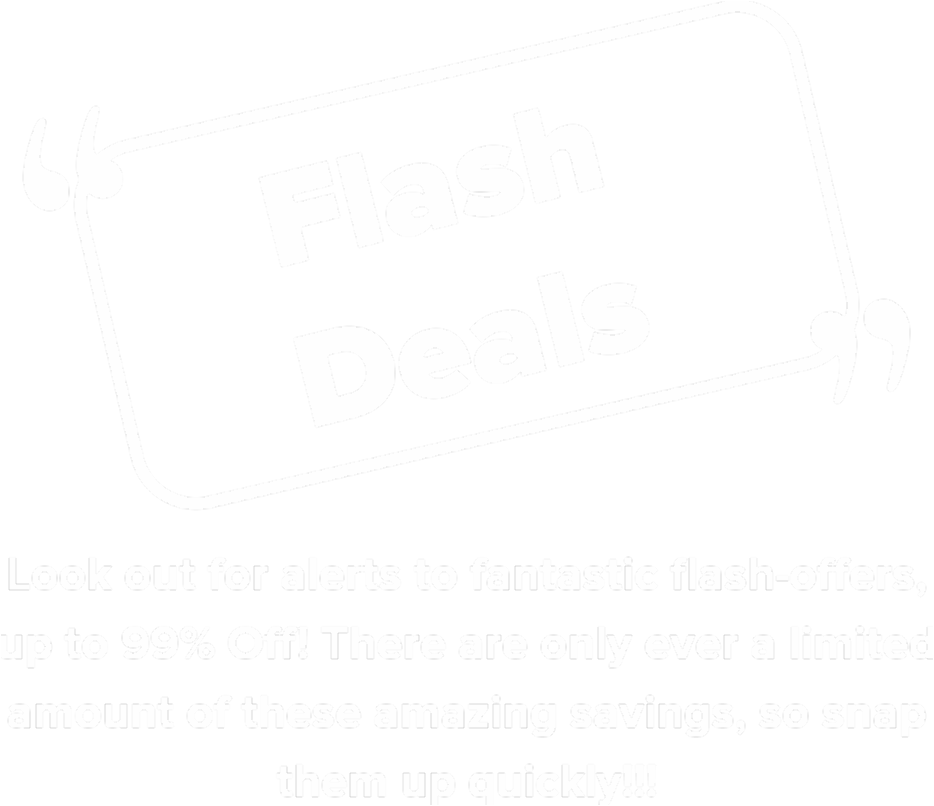 Flash
Deals
Look out for alerts to fantastic flash-offers,
up to 99% Off! There are only ever a limited
amount of these amazing savings, so snap
them up quickly!!!